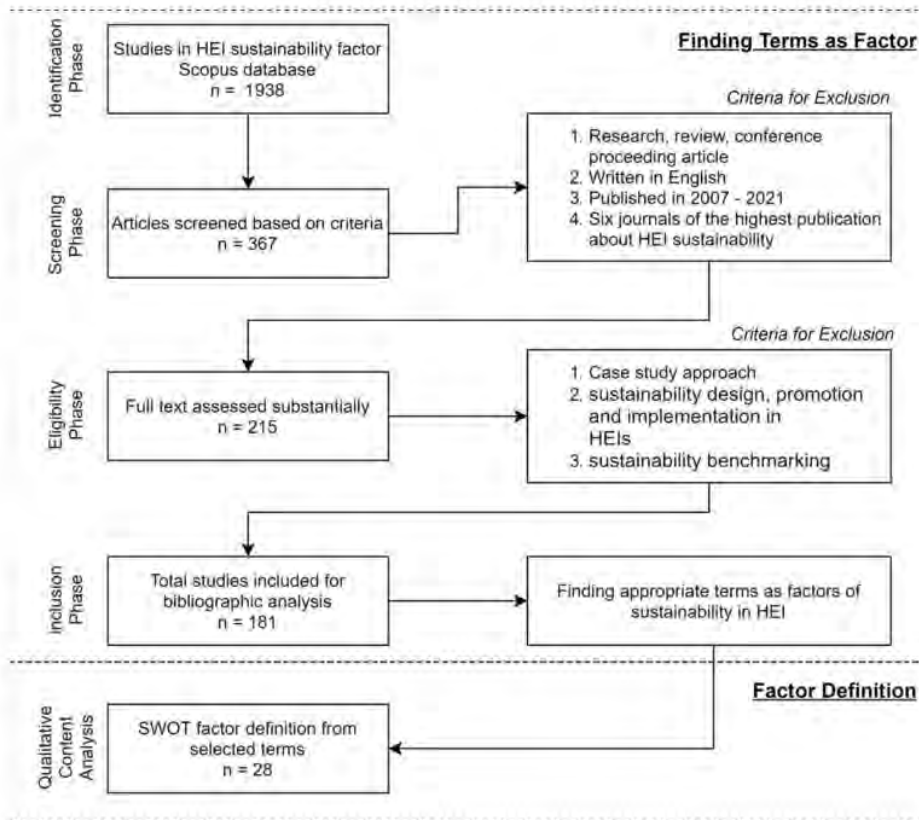 Identification
Phase
Studies in HEI sustainability factor
Scopus database
n = 1938
Finding Terms as Factor
Criteria for Exclusion
Screening
Phase
Articles screened based on criteria
n = 367
1. Research, review, conference
proceeding article
2. Written in English
3. Published in 2007 - 2021
4. Six journals of the highest publication
about HEI sustainability
Criteria for Exclusion
Eligibility
Phase
Full text assessed substantially
n = 215
1. Case study approach
2. sustainability design, promotion
and implementation in
HEIs
3. sustainability benchmarking
Inclusion
Phase
Total studies included for
bibliographic analysis
n = 181
Finding appropriate terms as factors of
sustainability in HEI
Factor Definition
Qualitative
Content
Analysis
SWOT factor definition from
selected terms
n = 28